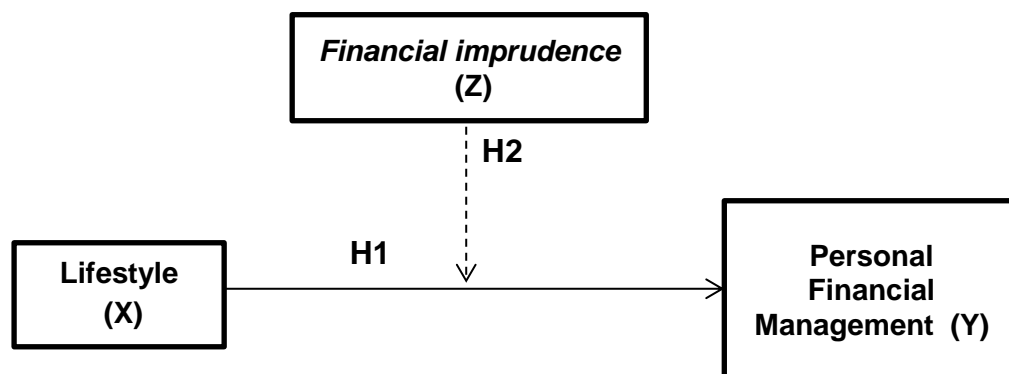 Financial imprudence
(Z)
H2
H1
Lifestyle
(X)
Personal
Financial
Management (Y)